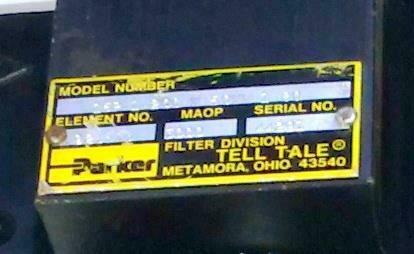 MODEL NUMBER
ELEMENT NO. MAOP SERIAL NO.
Parker
FILTER DIVISION
TELL TALE®
METAMORA, OHIO 43540